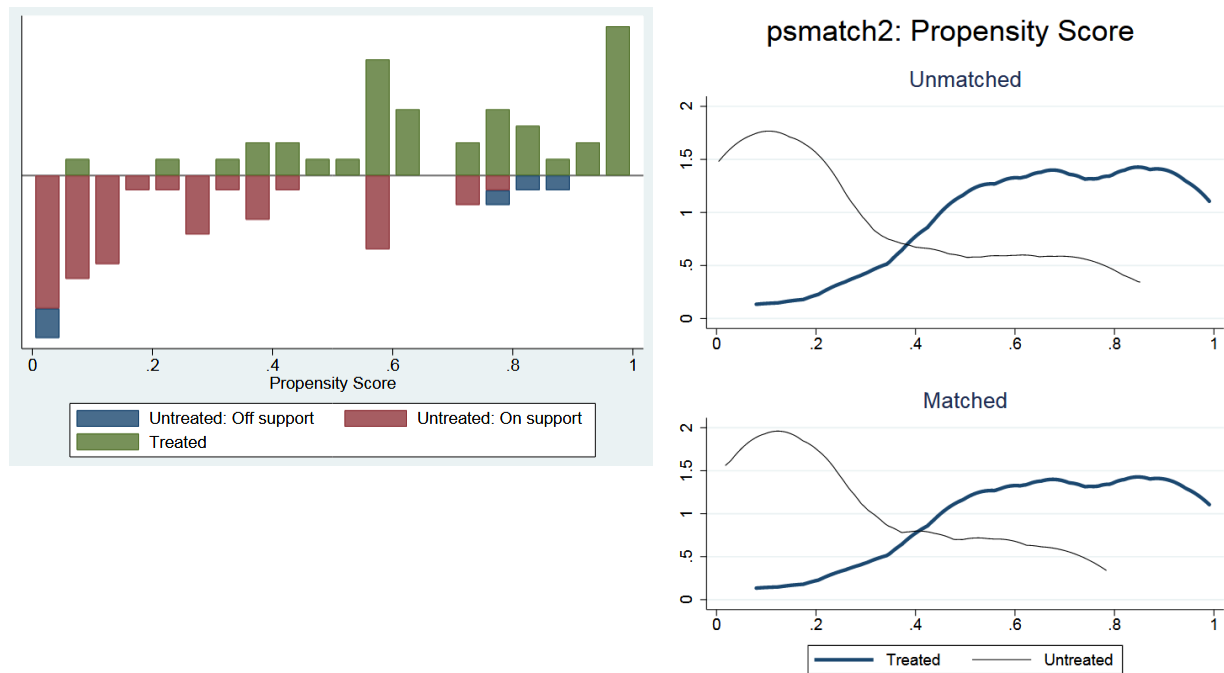 0 .2 .4 .6 .8 1
Propensity Score
Untreated: Off support Untreated: On support
Treated
psmatch2: Propensity Score
Unmatched
2
1.5
1
.5
0
0 .2 .4 .6 .8 1
Matched
2
1.5
1
.5
0
0 .2 .4 .6 .8 1
Treated Untreated